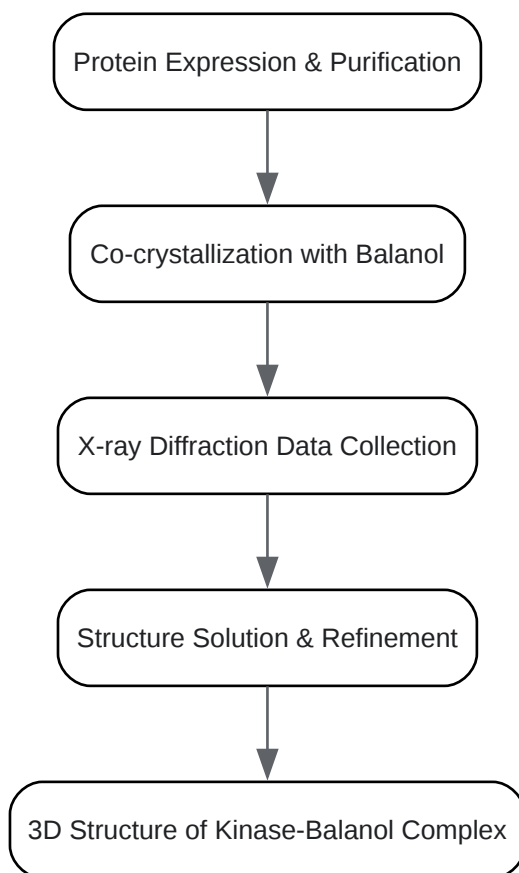 Protein Expression & Purification
Co-crystallization with Balanol
X-ray Diffraction Data Collection
Structure Solution & Refinement
3D Structure of Kinase-Balanol Complex